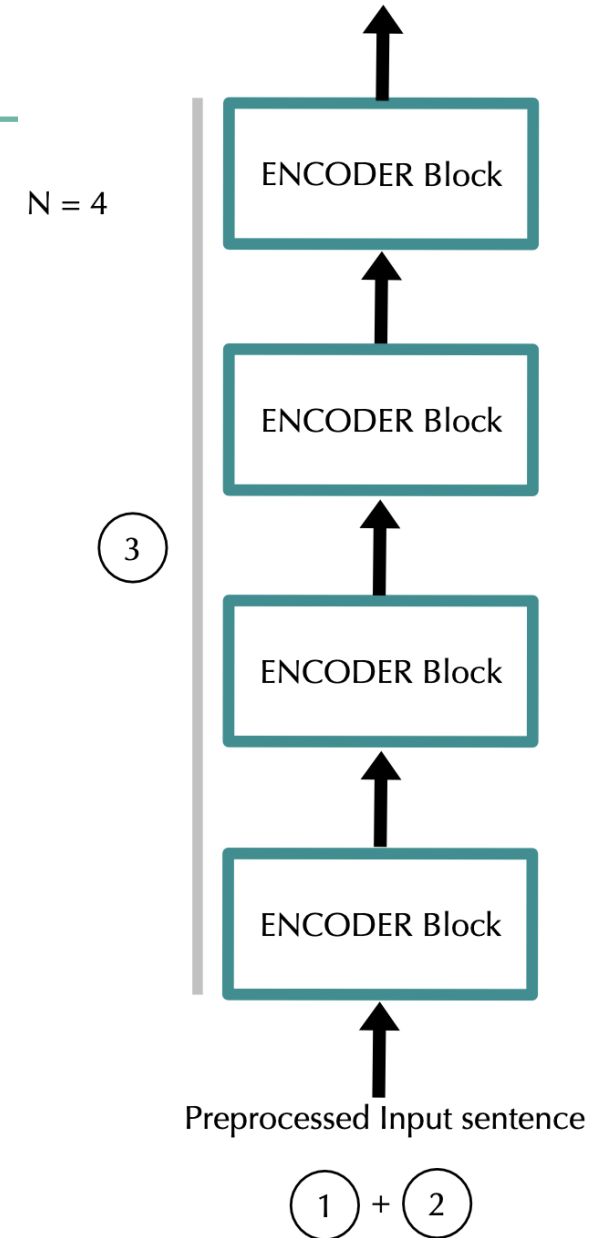 ENCODER Block
N = 4
ENCODER Block
3
ENCODER Block
ENCODER Block
Preprocessed Input sentence
1 + 2